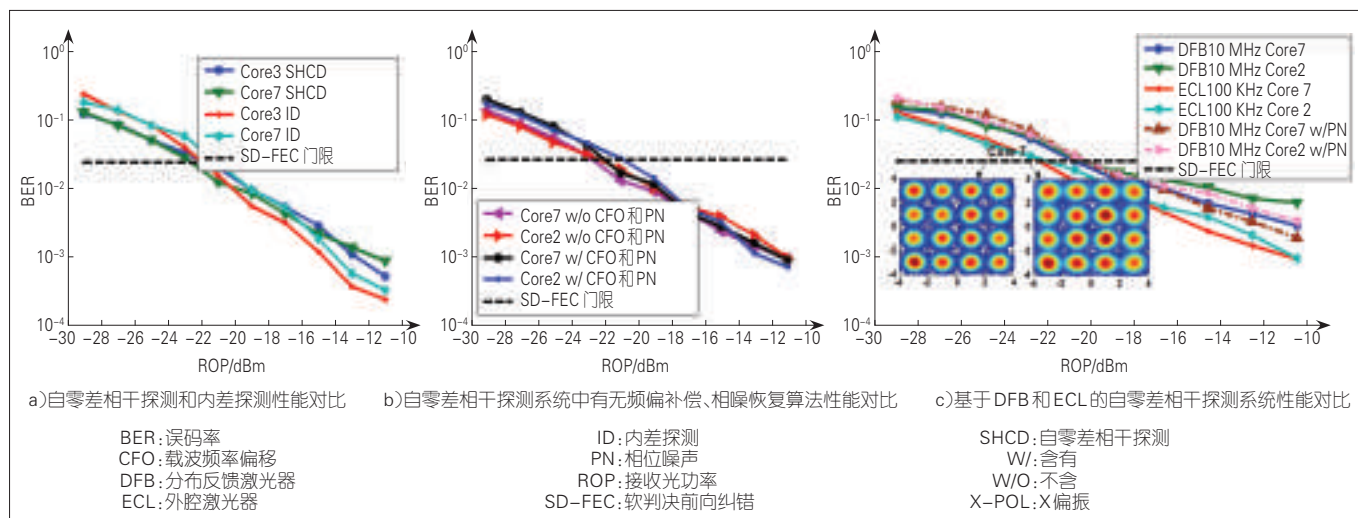 10⁰
10⁻¹
10⁻²
10⁻³
10⁻⁴
BER
Core3 SHCD
Core7 SHCD
Core3 ID
Core7 ID
SD-FEC 门限
-30 -28 -26 -24 -22 -20 -18 -16 -14 -12 -10
ROP/dBm
a)自零差相干探测和内差探测性能对比
10⁰
10⁻¹
10⁻²
10⁻³
10⁻⁴
BER
Core7 w/o CFO和PN
Core2 w/o CFO和PN
Core7 w/ CFO和PN
Core2 w/ CFO和PN
SD-FEC 门限
-30 -28 -26 -24 -22 -20 -18 -16 -14 -12 -10
ROP/dBm
b)自零差相干探测系统中有无频偏补偿、相噪恢复算法性能对比
10⁰
10⁻¹
10⁻²
10⁻³
10⁻⁴
BER
DFB10 MHz Core7
DFB10 MHz Core2
ECL100 KHz Core 7
ECL100 KHz Core 2
DFB10 MHz Core7 w/PN
DFB10 MHz Core2 w/PN
SD-FEC 门限
-30 -28 -26 -24 -22 -20 -18 -16 -14 -12 -10
ROP/dBm
c)基于DFB和ECL的自零差相干探测系统性能对比
BER:误码率
CFO:载波频率偏移
DFB:分布反馈激光器
ECL:外腔激光器
ID:内差探测
PN:相位噪声
ROP:接收光功率
SD-FEC:软判决前向纠错
SHCD:自零差相干探测
W/:含有
W/O:不含
X-POL:X偏振